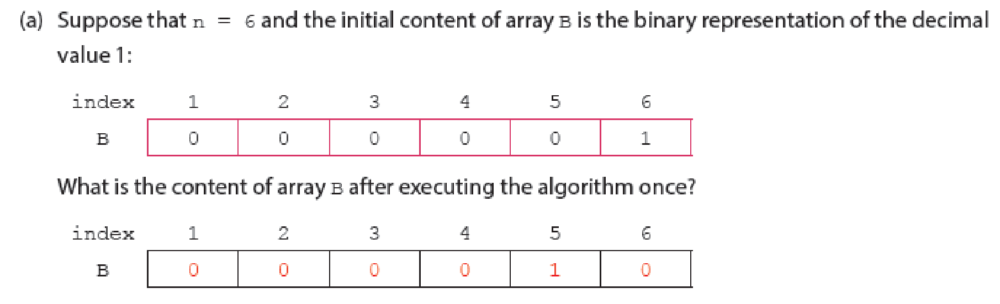 (a) Suppose that n = 6 and the initial content of array B is the binary representation of the decimal
value 1:
index 1 2 3 4 5 6
B 0 0 0 0 0 1
What is the content of array B after executing the algorithm once?
index 1 2 3 4 5 6
B 0 0 0 0 1 0